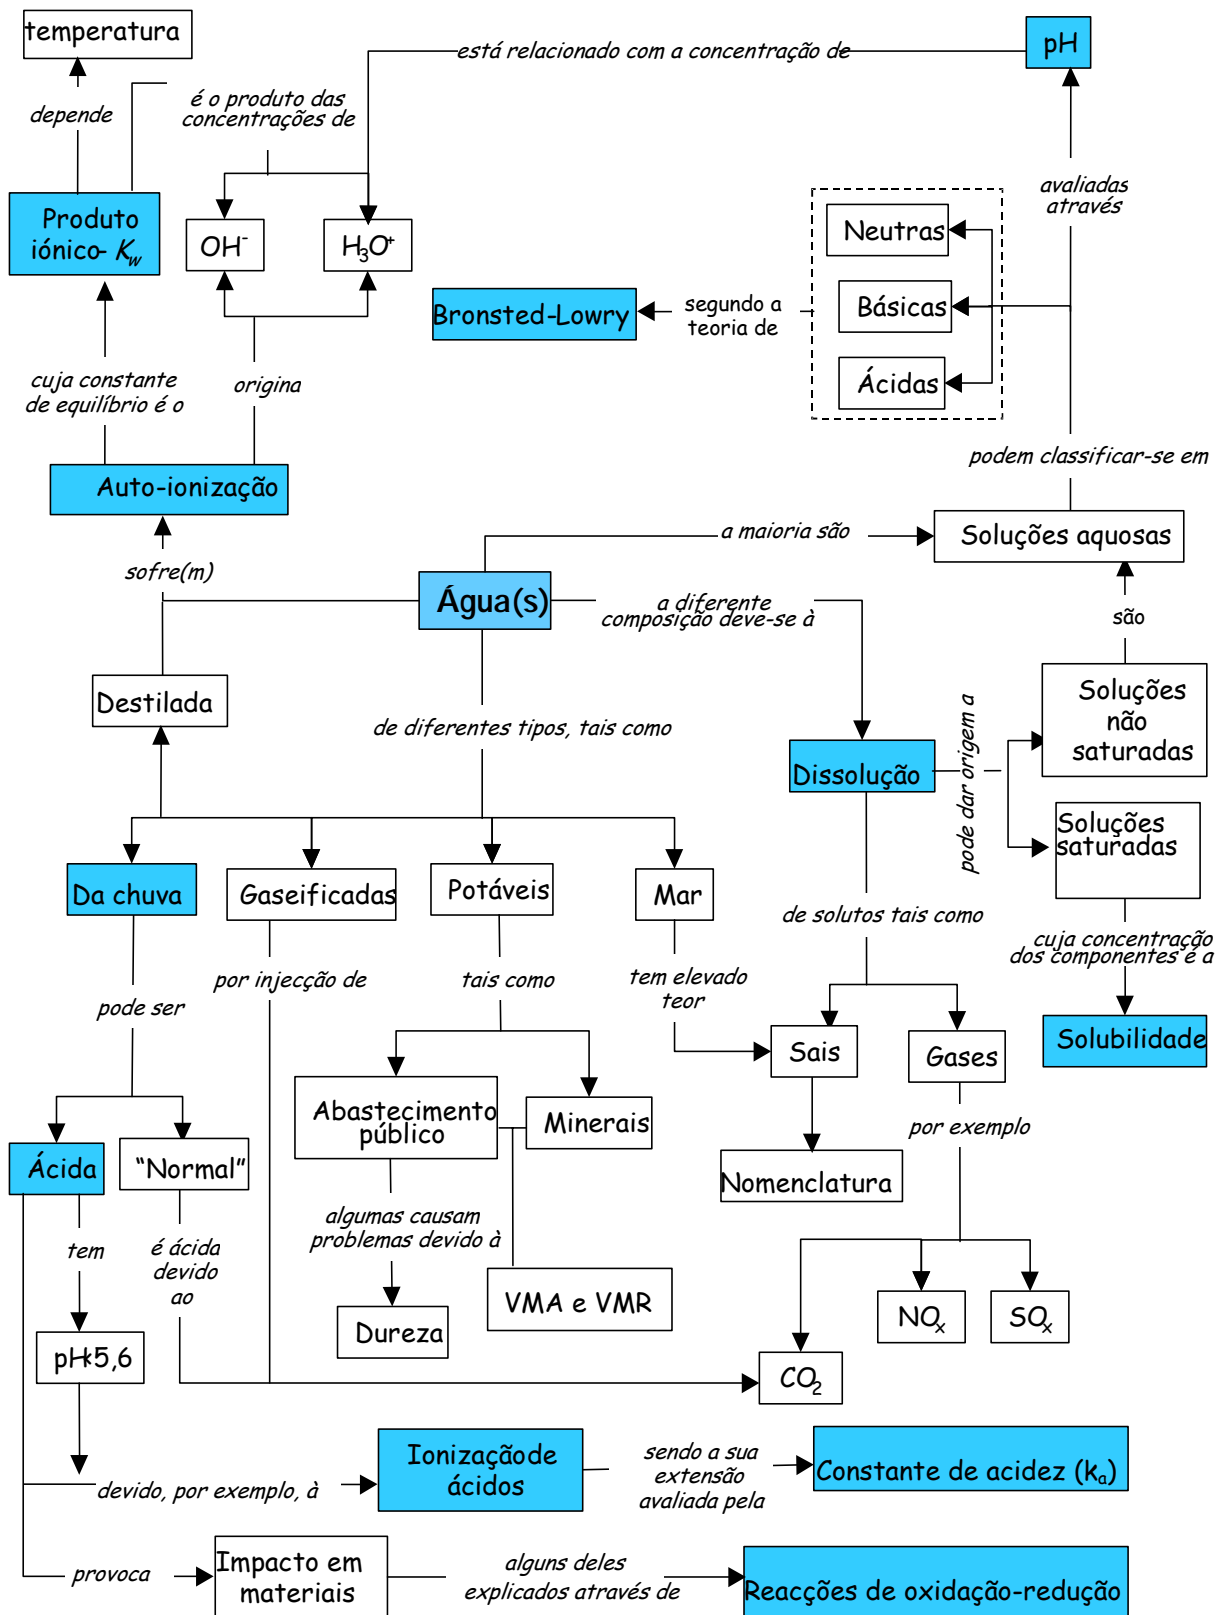 temperatura
está relacionado com a concentração de
pH
depende
é o produto das
concentrações de
avaliadas
através
Produto
iónico- Kw
OH⁻
H₃O⁺
Neutras
Básicas
Ácidas
Bronsted-Lowry
segundo a
teoria de
cuja constante
de equilíbrio é o
origina
podem classificar-se em
Auto-ionização
a maioria são
Soluções aquosas
sofre(m)
Água(s)
a diferente
composição deve-se à
são
Destilada
de diferentes tipos, tais como
Dissolução
pode dar origem a
Soluções
não
saturadas
Soluções
saturadas
Da chuva
Gaseificadas
Potáveis
Mar
de solutos tais como
cuja concentração
dos componentes é a
pode ser
por injecção de
tais como
tem elevado
teor
Sais
Gases
Solubilidade
Abastecimento
público
Minerais
por exemplo
Ácida
“Normal”
Nomenclatura
tem
é ácida
devido
ao
algumas causam
problemas devido à
VMA e VMR
Dureza
NOx
SOx
pH<5,6
CO₂
devido, por exemplo, à
Ionizaçãode
ácidos
sendo a sua
extensão
avaliada pela
Constante de acidez (ka)
provoca
Impacto em
materiais
alguns deles
explicados através de
Reacções de oxidação-redução